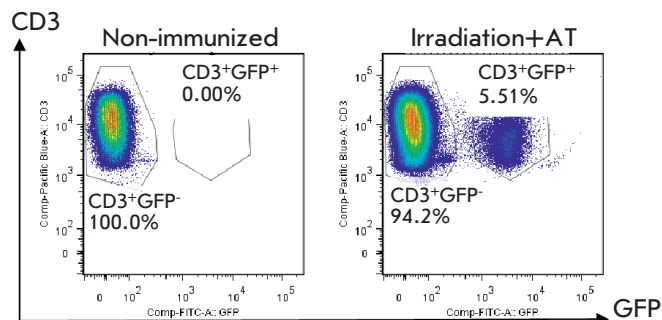 CD3
Non-immunized
Irradiation+AT
CD3⁺GFP⁺
0.00%
CD3⁺GFP⁻
100.0%
10⁵
10⁴
10³
10²
0
Comp-Pacific Blue-A:: CD3
0
10²
10³
10⁴
10⁵
Comp-FITC-A:: GFP
CD3⁺GFP⁺
5.51%
CD3⁺GFP⁻
94.2%
10⁵
10⁴
10³
10²
0
Comp-Pacific Blue-A:: CD3
0
10²
10³
10⁴
10⁵
Comp-FITC-A:: GFP
GFP